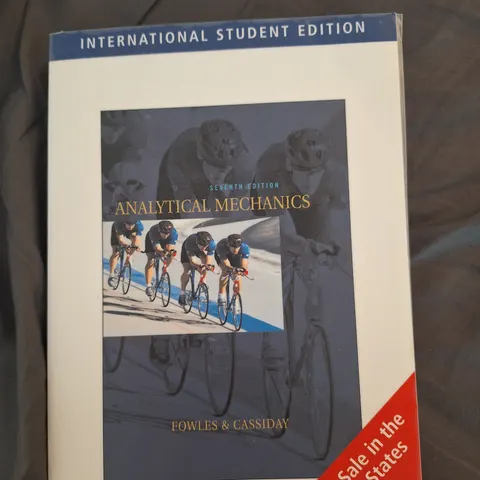 INTERNATIONAL STUDENT EDITION
SEVENTH EDITION
ANALYTICAL MECHANICS
FOWLES & CASSIDAY
Sale in the
States